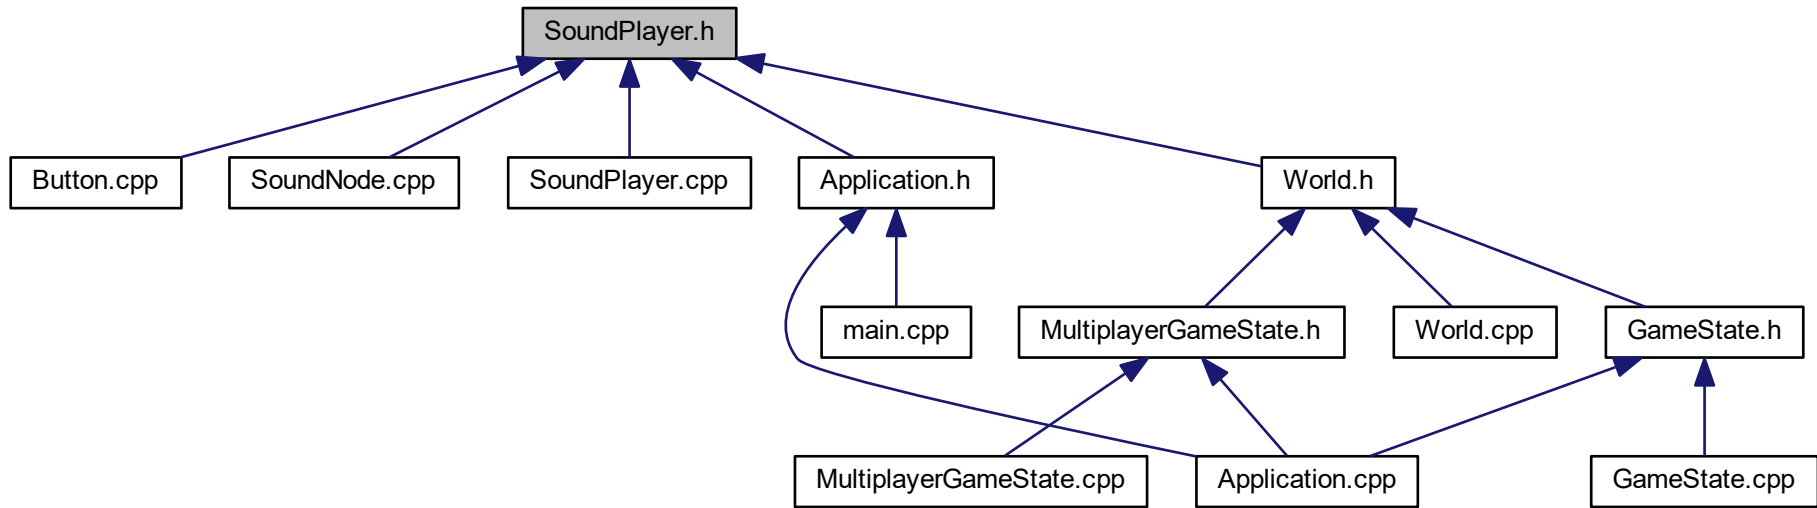 SoundPlayer.h
Button.cpp
SoundNode.cpp
SoundPlayer.cpp
Application.h
World.h
main.cpp
MultiplayerGameState.h
World.cpp
GameState.h
MultiplayerGameState.cpp
Application.cpp
GameState.cpp